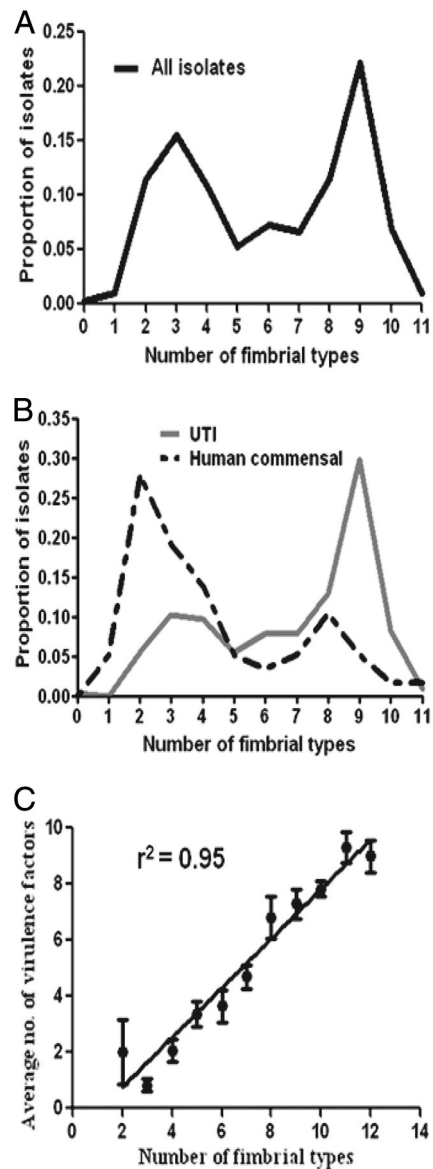 A
0.25
0.20
0.15
0.10
0.05
0.00
Proportion of isolates
All isolates
0 1 2 3 4 5 6 7 8 9 10 11
Number of fimbrial types
B
0.35
0.30
0.25
0.20
0.15
0.10
0.05
0.00
Proportion of isolates
UTI
Human commensal
0 1 2 3 4 5 6 7 8 9 10 11
Number of fimbrial types
C
10
8
6
4
2
0
Average no. of virulence factors
r² = 0.95
0 2 4 6 8 10 12 14
Number of fimbrial types